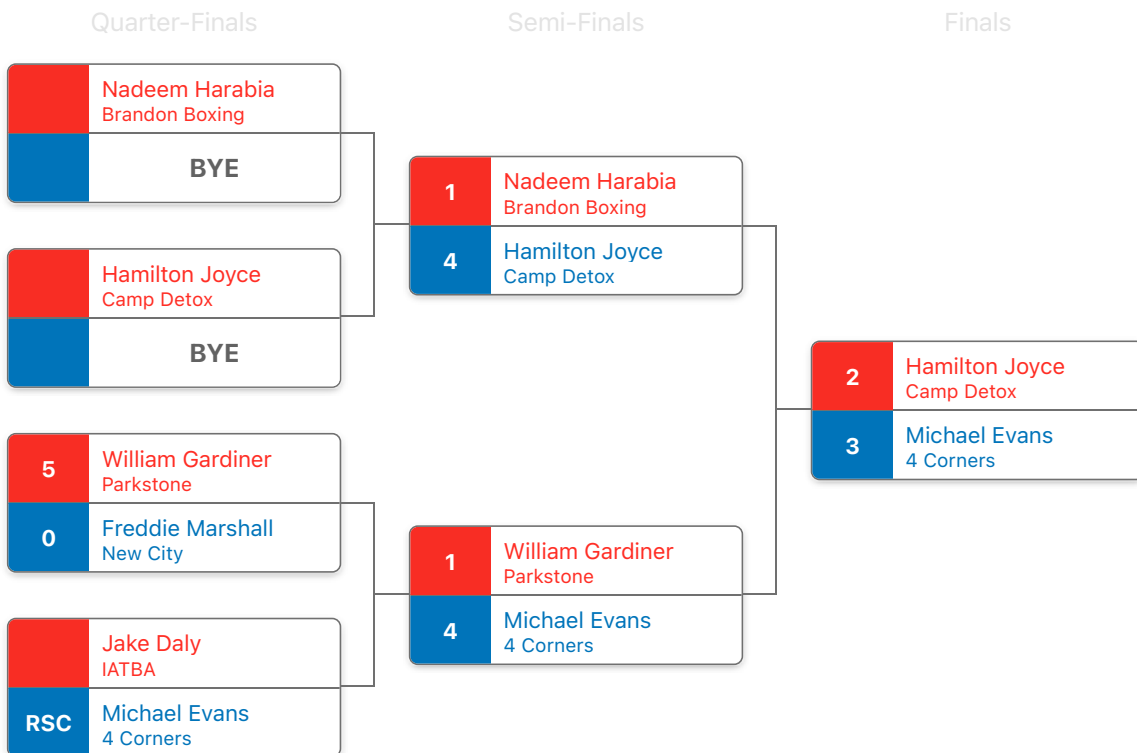 Quarter-Finals
Semi-Finals
Finals
Nadeem Harabia
Brandon Boxing
BYE
Hamilton Joyce
Camp Detox
BYE
5
William Gardiner
Parkstone
0
Freddie Marshall
New City
Jake Daly
IATBA
RSC
Michael Evans
4 Corners
1
Nadeem Harabia
Brandon Boxing
4
Hamilton Joyce
Camp Detox
1
William Gardiner
Parkstone
4
Michael Evans
4 Corners
2
Hamilton Joyce
Camp Detox
3
Michael Evans
4 Corners